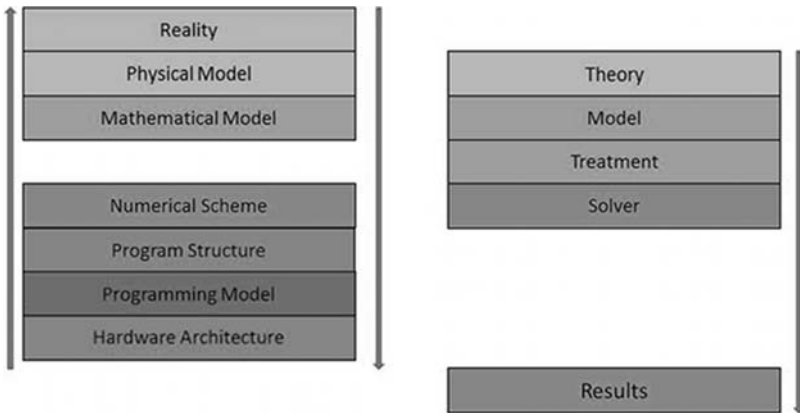 Reality
Physical Model
Mathematical Model
Numerical Scheme
Program Structure
Programming Model
Hardware Architecture
Theory
Model
Treatment
Solver
Results